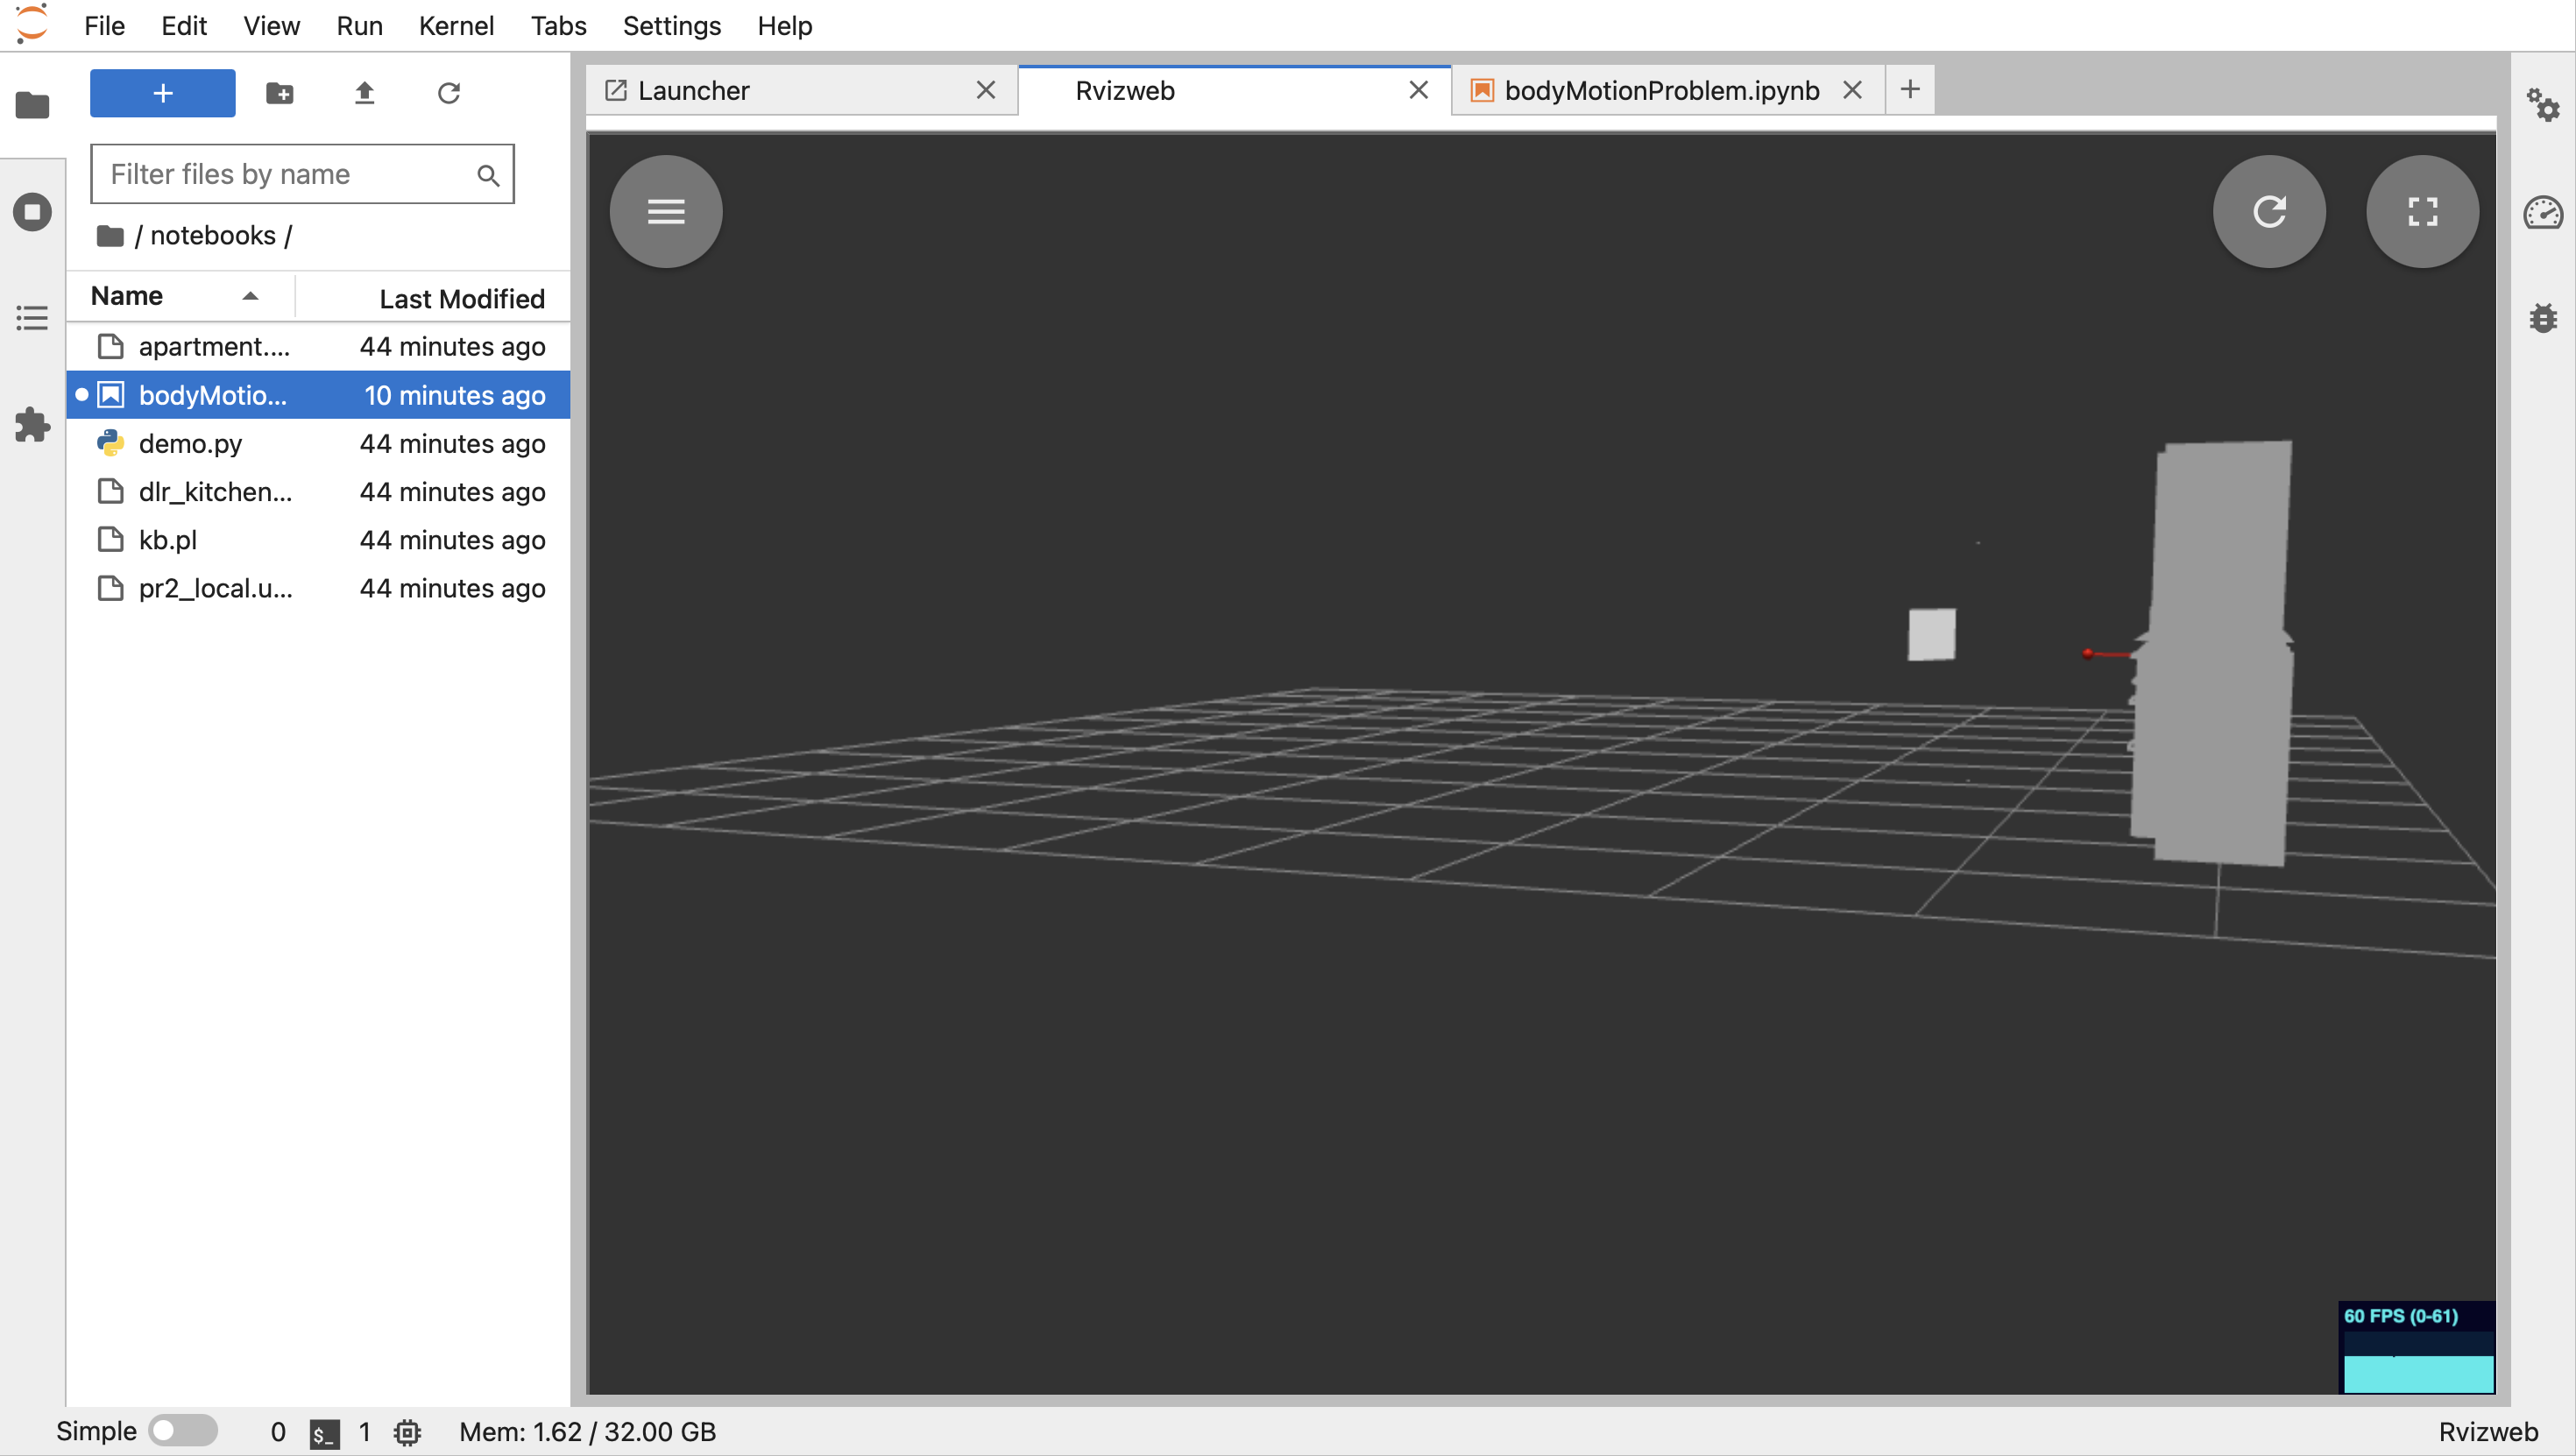 File Edit View Run Kernel Tabs Settings Help
+
Filter files by name
/ notebooks /
Name Last Modified
apartment.... 44 minutes ago
bodyMotio... 10 minutes ago
demo.py 44 minutes ago
dlr_kitchen... 44 minutes ago
kb.pl 44 minutes ago
pr2_local.u... 44 minutes ago
Launcher Rvizweb bodyMotionProblem.ipynb +
60 FPS (0-61)
Simple 0 $_ 1 Mem: 1.62 / 32.00 GB Rvizweb